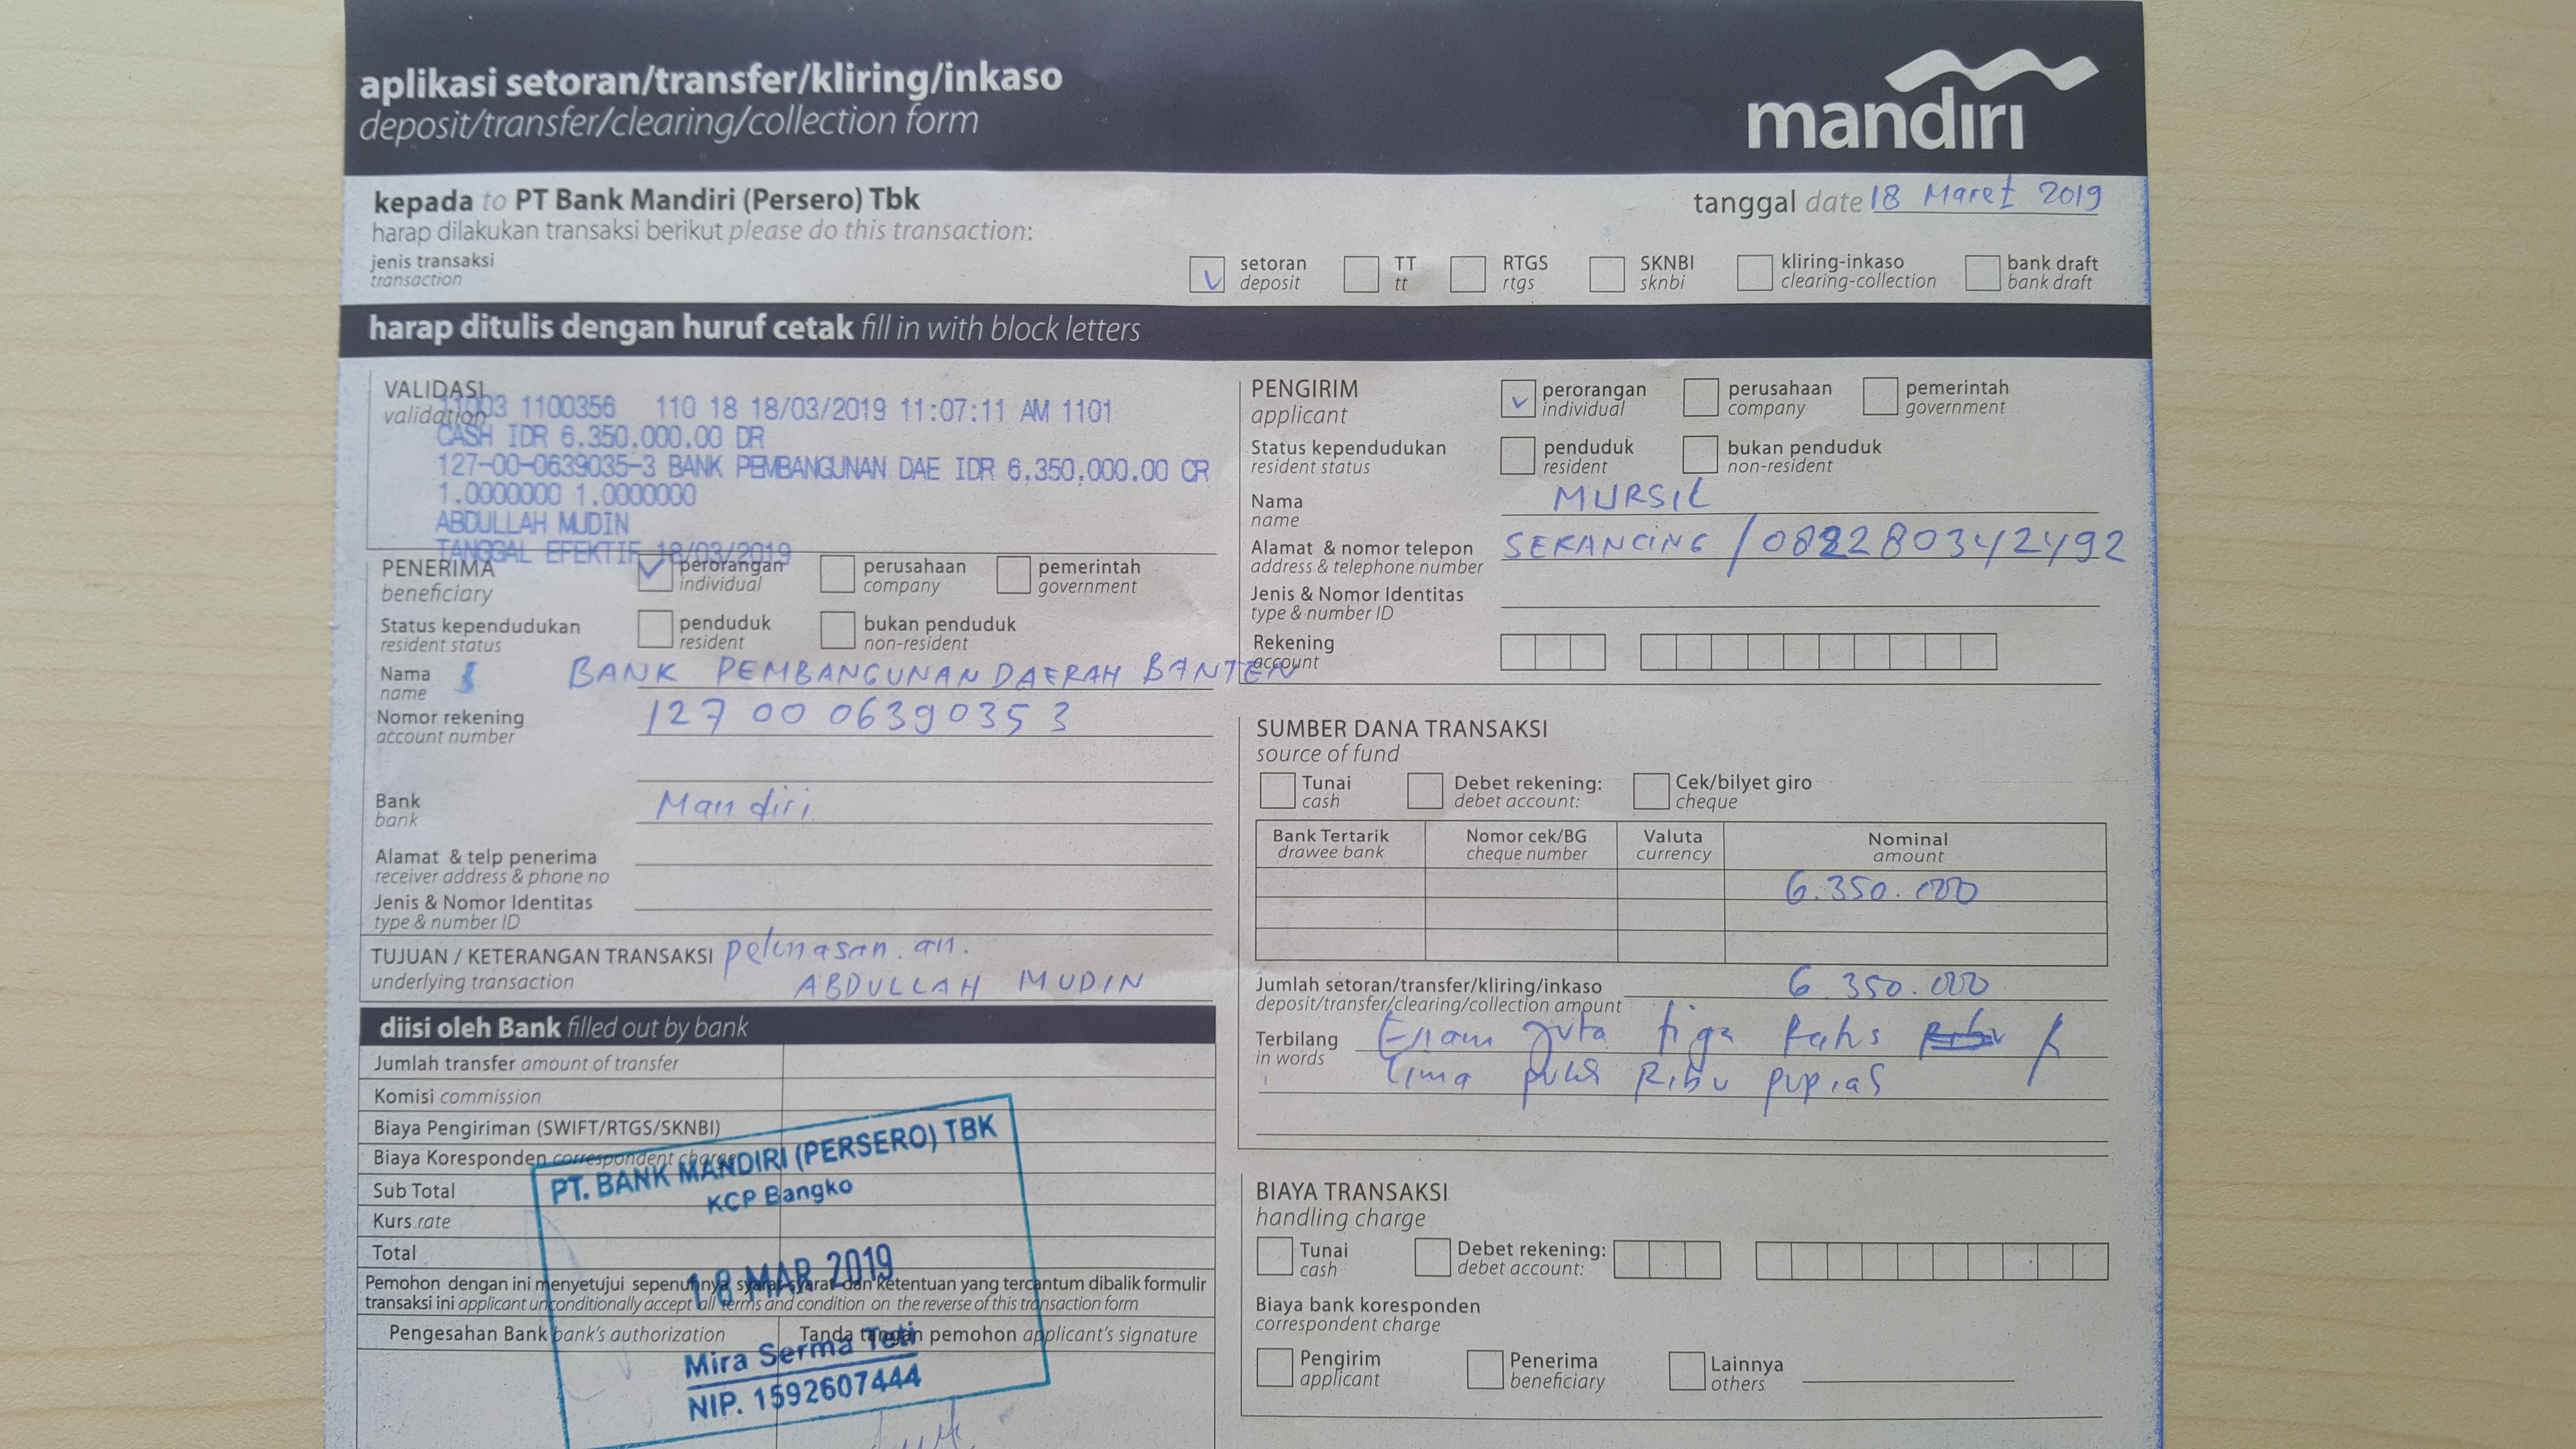 aplikasi setoran/transfer/kliring/inkaso
deposit/transfer/clearing/collection form
mandiri
kepada to PT Bank Mandiri (Persero) Tbk
tanggal date 18 Maret 2019
harap dilakukan transaksi berikut please do this transaction:
jenis transaksi
transaction
setoran
deposit
TT
tt
RTGS
rtgs
SKNBI
sknbi
kliring-inkaso
clearing-collection
bank draft
bank draft
harap ditulis dengan huruf cetak fill in with block letters
VALIDASI
validation
11003 1100356 110 18 18/03/2019 11:07:11 AM 1101
CASH IDR 6.350.000.00 DR
127-00-0639035-3 BANK PEMBANGUNAN DAE IDR 6,350,000.00 CR
1.0000000 1.0000000
ABDULLAH MUDIN
TANGGAL EFEKTIF 18/03/2019
PENERIMA
beneficiary
perorangan
individual
perusahaan
company
pemerintah
government
Status kependudukan
resident status
penduduk
resident
bukan penduduk
non-resident
Nama
name
BANK PEMBANGUNAN DAERAH BANTEN
Nomor rekening
account number
127 00 06390353
Bank
bank
Mandiri
Alamat & telp penerima
receiver address & phone no
Jenis & Nomor Identitas
type & number ID
TUJUAN / KETERANGAN TRANSAKSI
underlying transaction
pelunasan. an.
ABDULLAH MUDIN
diisi oleh Bank filled out by bank
Jumlah transfer amount of transfer
Komisi commission
Biaya Pengiriman (SWIFT/RTGS/SKNBI)
Biaya Koresponden correspondent charge
Sub Total
Kurs rate
Total
Pemohon dengan ini menyetujui sepenuhnya syarat-syarat dan ketentuan yang tercantum dibalik formulir
transaksi ini applicant unconditionally accept all terms and condition on the reverse of this transaction form
Pengesahan Bank bank's authorization
Tanda tangan pemohon applicant's signature
PT. BANK MANDIRI (PERSERO) TBK
KCP Bangko
18 MAR 2019
Mira Serma Teti
NIP. 1592607444
PENGIRIM
applicant
perorangan
individual
perusahaan
company
pemerintah
government
Status kependudukan
resident status
penduduk
resident
bukan penduduk
non-resident
Nama
name
MURSIL
Alamat & nomor telepon
address & telephone number
SEKANCING / 082280342492
Jenis & Nomor Identitas
type & number ID
Rekening
account
SUMBER DANA TRANSAKSI
source of fund
Tunai
cash
Debet rekening:
debet account:
Cek/bilyet giro
cheque
Bank Tertarik
drawee bank
Nomor cek/BG
cheque number
Valuta
currency
Nominal
amount
6.350.000
Jumlah setoran/transfer/kliring/inkaso
deposit/transfer/clearing/collection amount
6.350.000
Terbilang
in words
Enam juta tiga Ratus
Lima puluh Ribu pupiah
BIAYA TRANSAKSI
handling charge
Tunai
cash
Debet rekening:
debet account:
Biaya bank koresponden
correspondent charge
Pengirim
applicant
Penerima
beneficiary
Lainnya
others